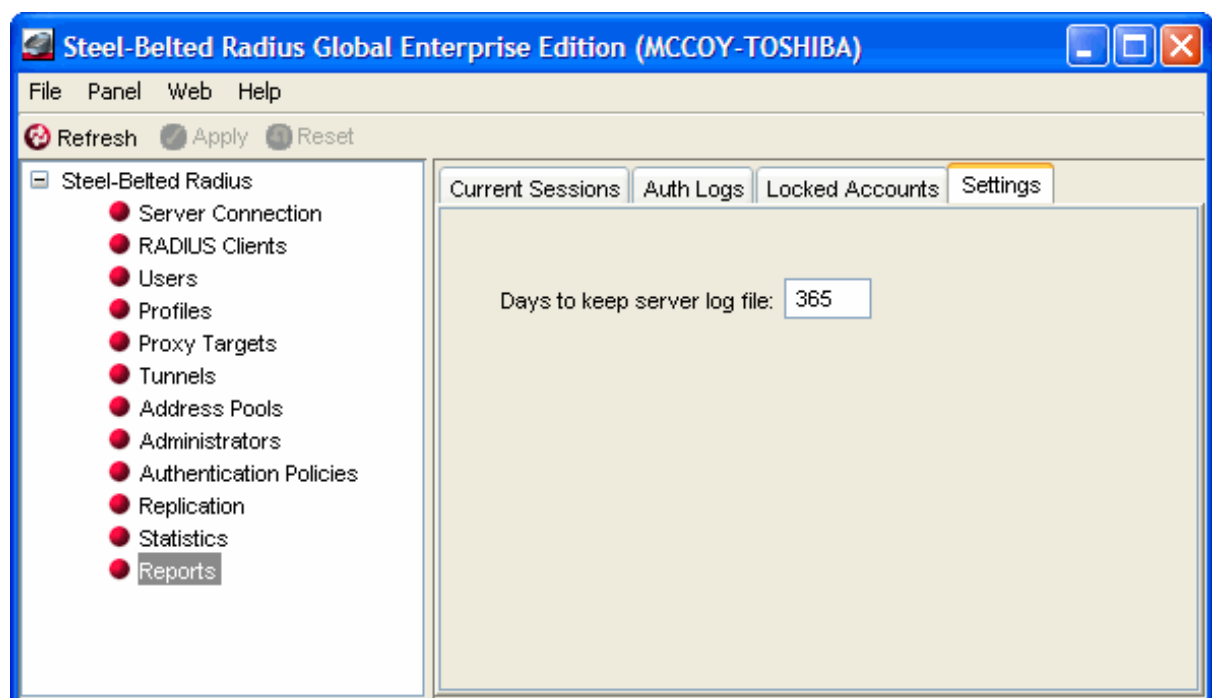 Steel-Belted Radius Global Enterprise Edition (MCCOY-TOSHIBA)
File Panel Web Help
Refresh Apply Reset
Steel-Belted Radius
Server Connection
RADIUS Clients
Users
Profiles
Proxy Targets
Tunnels
Address Pools
Administrators
Authentication Policies
Replication
Statistics
Reports
Current Sessions Auth Logs Locked Accounts Settings
Days to keep server log file: 365